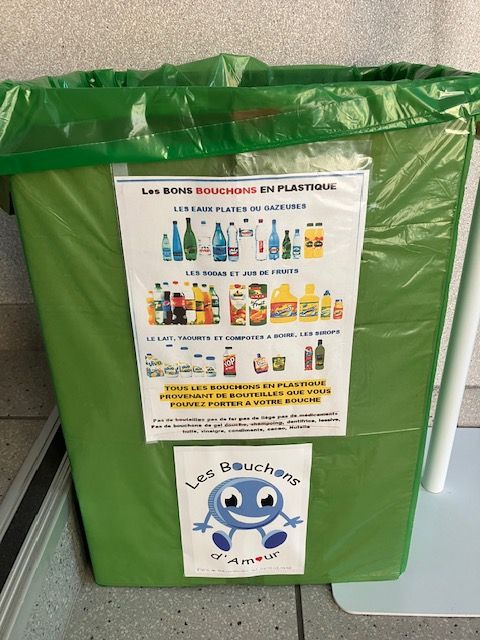 Les BONS BOUCHONS EN PLASTIQUE
LES EAUX PLATES OU GAZEUSES
LES SODAS ET JUS DE FRUITS
LE LAIT, YAOURTS ET COMPOTES A BOIRE, LES SIROPS
TOUS LES BOUCHONS EN PLASTIQUE
PROVENANT DE BOUTEILLES QUE VOUS
POUVEZ PORTER A VOTRE BOUCHE
Pas de bouteilles pas de fer pas de liège pas de médicaments
Pas de bouchons de gel douche, shampoing, dentifrice, lessive,
huile, vinaigre, condiments, cacao, Nutella
Les Bouchons
d'Amour